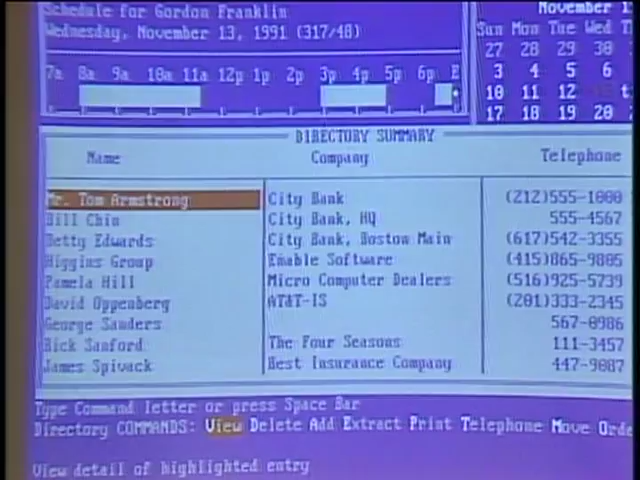 Schedule for Gordon Franklin
Wednesday, November 13, 1991 (317/48)
7a 8a 9a 10a 11a 12p 1p 2p 3p 4p 5p 6p E
November 1
Sun Mon Tue Wed T
27 28 29 30
3 4 5 6
10 11 12
17 18 19 20
DIRECTORY SUMMARY
Name Company Telephone
Mr. Tom Armstrong City Bank (212)555-1000
Bill Chin City Bank, HQ 555-4567
Betty Edwards City Bank, Boston Main (617)542-3355
Higgins Group Enable Software (415)865-9805
Pamela Hill Micro Computer Dealers (516)925-5739
David Oppenberg AT&T-IS (201)333-2345
George Sanders 567-8986
Rick Sanford The Four Seasons 111-3457
James Spivack Best Insurance Company 447-9887
Type Command letter or press Space Bar
Directory COMMANDS: View Delete Add Extract Print Telephone Move Orde
View detail of highlighted entry